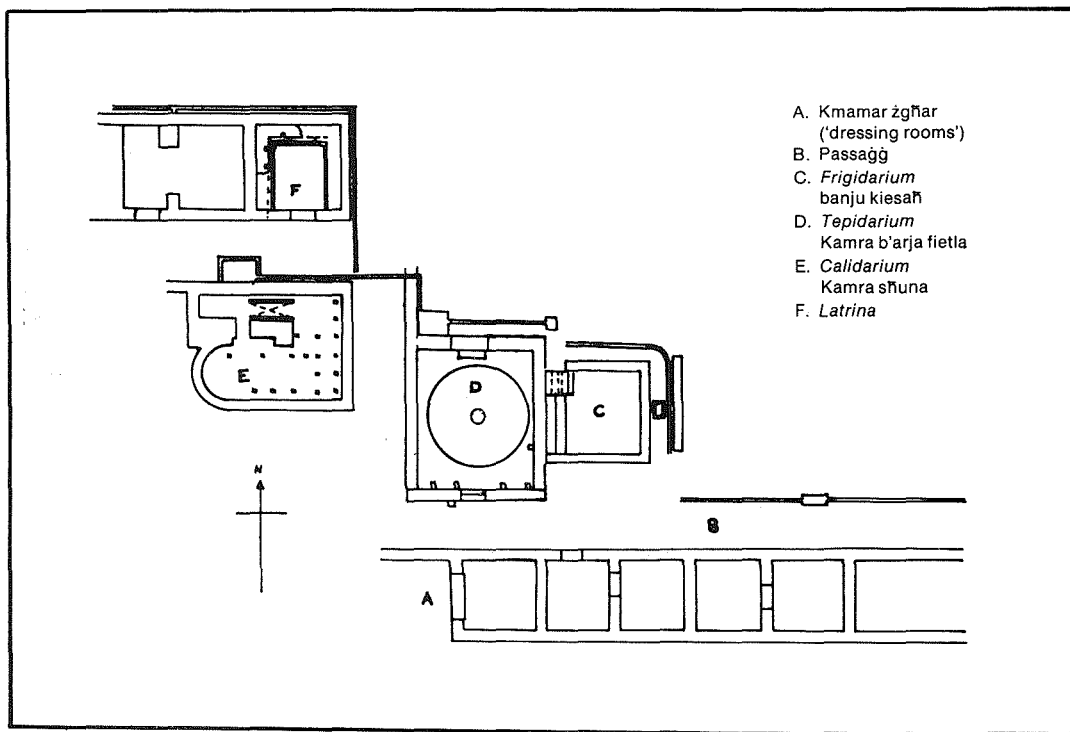 A. Kmamar żgħar
('dressing rooms')
B. Passaġġ
C. Frigidarium
banju kiesaħ
D. Tepidarium
Kamra b'arja fietla
E. Calidarium
Kamra sħuna
F. Latrina
F
E
D
C
N
B
A